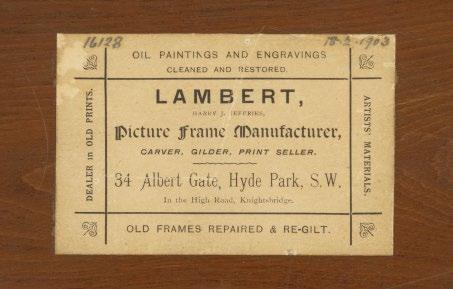 16128
18-3-1903
OIL PAINTINGS AND ENGRAVINGS
CLEANED AND RESTORED.
DEALER in OLD PRINTS.
LAMBERT,
HARRY J. JEFFRIES,
Picture Frame Manufacturer,
CARVER, GILDER, PRINT SELLER.
34 Albert Gate, Hyde Park, S.W.
In the High Road, Knightsbridge.
ARTISTS' MATERIALS.
OLD FRAMES REPAIRED & RE-GILT.